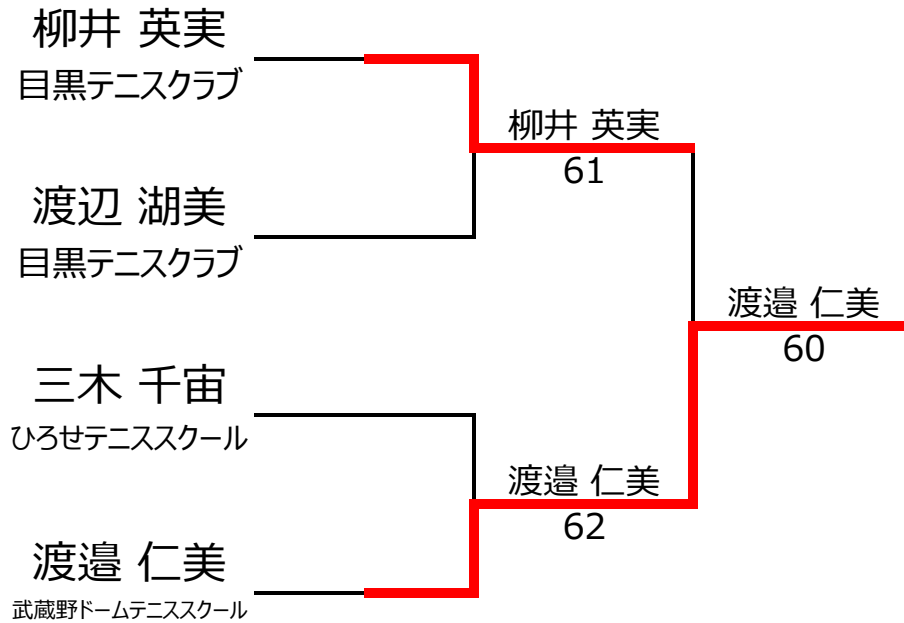 柳井 英実
目黒テニスクラブ
柳井 英実
61
渡辺 湖美
目黒テニスクラブ
渡邉 仁美
60
三木 千宙
ひろせテニススクール
渡邉 仁美
62
渡邉 仁美
武蔵野ドームテニススクール